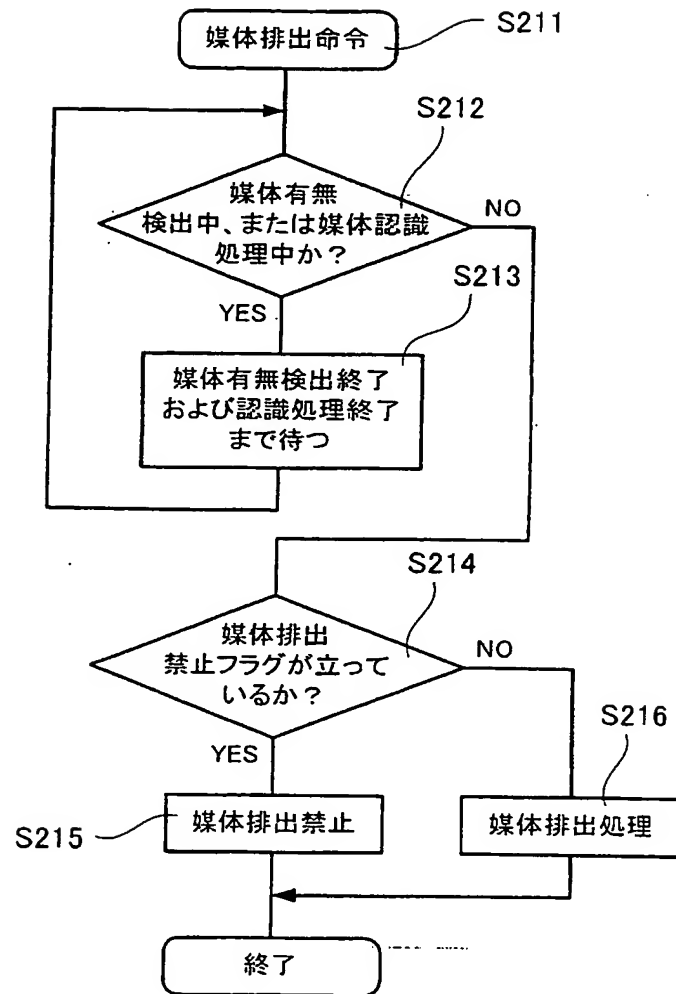 媒体排出命令
S211
S212
媒体有無
検出中、または媒体認識
処理中か？
NO
YES
S213
媒体有無検出終了
および認識処理終了
まで待つ
S214
媒体排出
禁止フラグが立って
いるか？
NO
YES
S216
S215
媒体排出禁止
媒体排出処理
終了